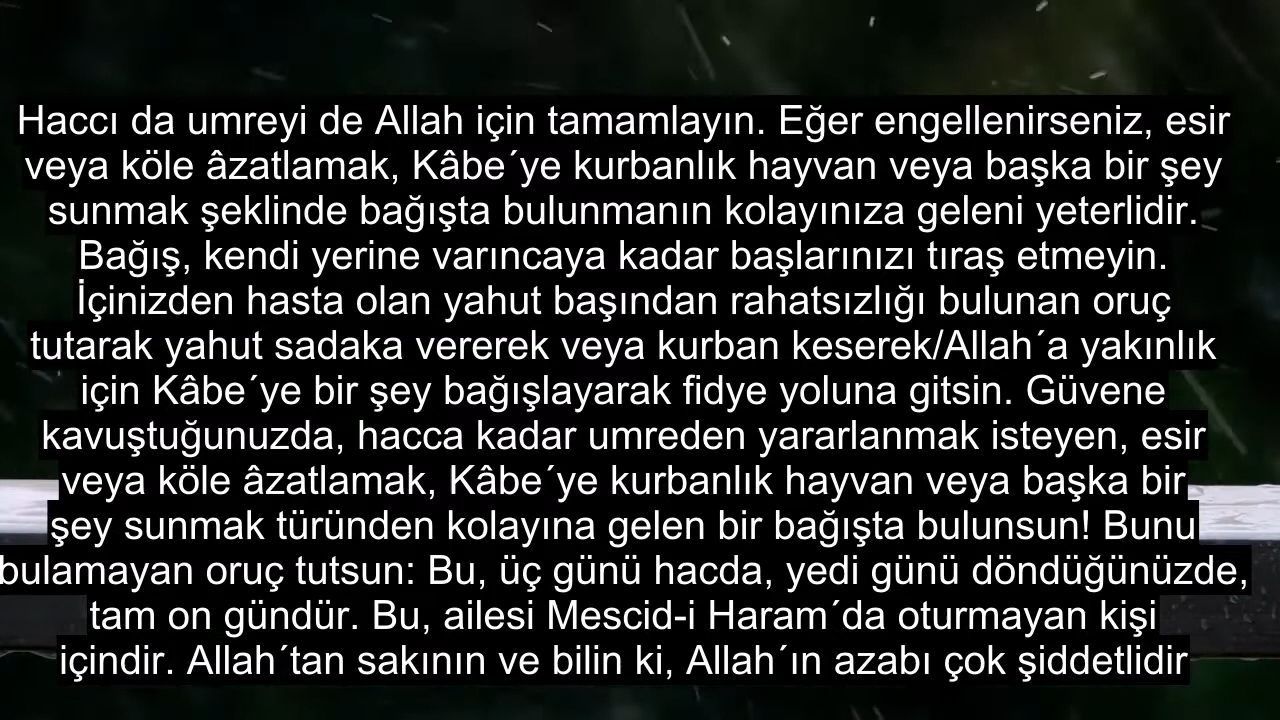 Haccı da umreyi de Allah için tamamlayın. Eğer engellenirseniz, esir
veya köle âzatlamak, Kâbe´ye kurbanlık hayvan veya başka bir şey
sunmak şeklinde bağışta bulunmanın kolayınıza geleni yeterlidir.
Bağış, kendi yerine varıncaya kadar başlarınızı tıraş etmeyin.
İçinizden hasta olan yahut başından rahatsızlığı bulunan oruç
tutarak yahut sadaka vererek veya kurban keserek/Allah´a yakınlık
için Kâbe´ye bir şey bağışlayarak fidye yoluna gitsin. Güvene
kavuştuğunuzda, hacca kadar umreden yararlanmak isteyen, esir
veya köle âzatlamak, Kâbe´ye kurbanlık hayvan veya başka bir
şey sunmak türünden kolayına gelen bir bağışta bulunsun! Bunu
bulamayan oruç tutsun: Bu, üç günü hacda, yedi günü döndüğünüzde,
tam on gündür. Bu, ailesi Mescid-i Haram´da oturmayan kişi
içindir. Allah´tan sakının ve bilin ki, Allah´ın azabı çok şiddetlidir